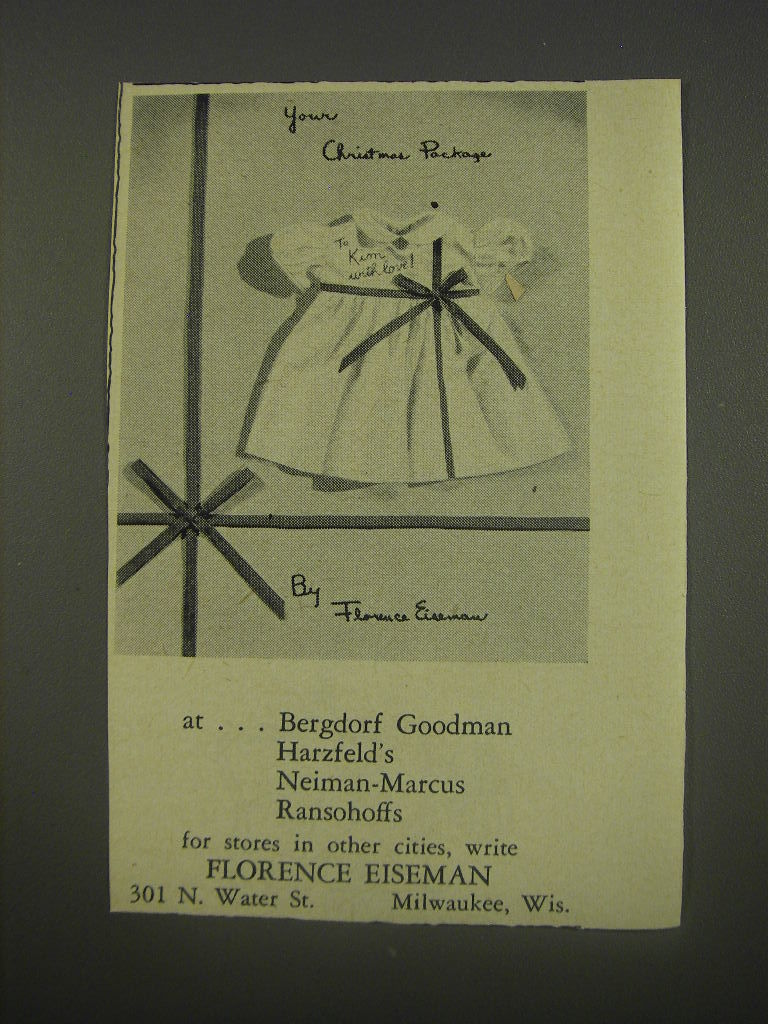 Your
Christmas Package
To
Kim
with love!
By
Florence Eiseman
at . . . Bergdorf Goodman
Harzfeld's
Neiman-Marcus
Ransohoffs
for stores in other cities, write
FLORENCE EISEMAN
301 N. Water St. Milwaukee, Wis.